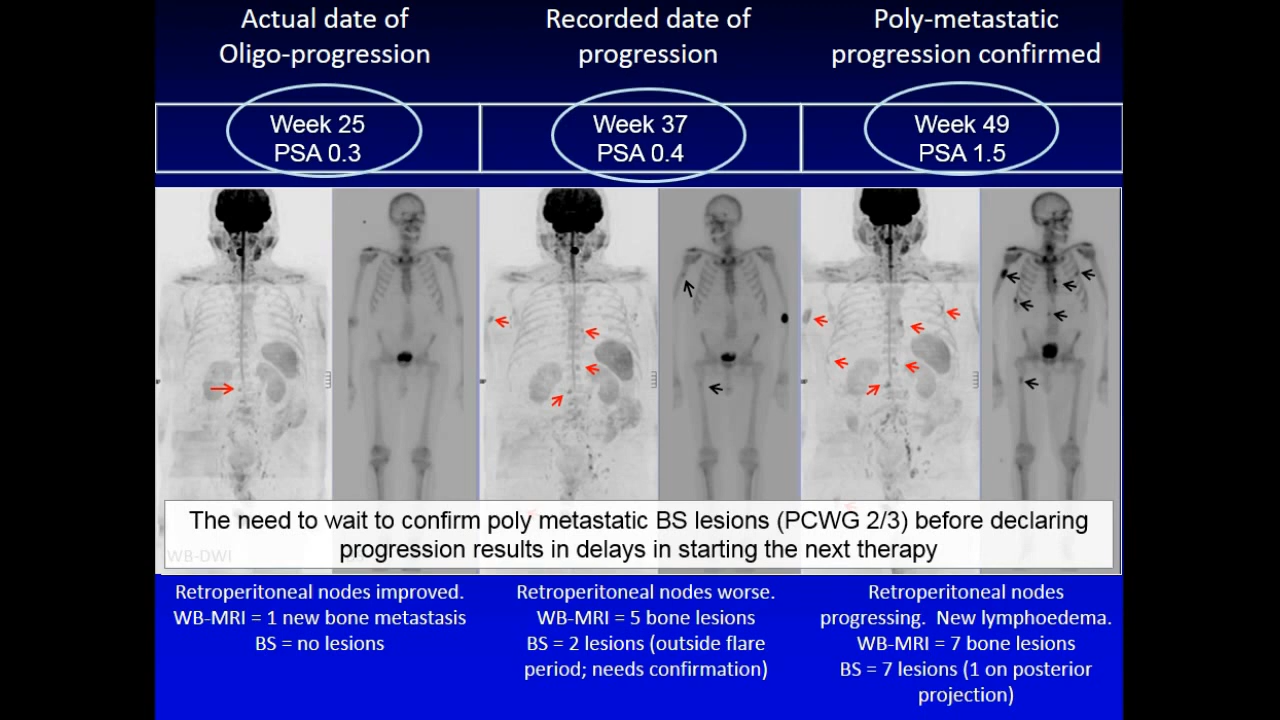 Actual date of
Oligo-progression
Recorded date of
progression
Poly-metastatic
progression confirmed
Week 25
PSA 0.3
Week 37
PSA 0.4
Week 49
PSA 1.5
The need to wait to confirm poly metastatic BS lesions (PCWG 2/3) before declaring
progression results in delays in starting the next therapy
WB-DWI
Retroperitoneal nodes improved.
WB-MRI = 1 new bone metastasis
BS = no lesions
Retroperitoneal nodes worse.
WB-MRI = 5 bone lesions
BS = 2 lesions (outside flare
period; needs confirmation)
Retroperitoneal nodes
progressing.  New lymphoedema.
WB-MRI = 7 bone lesions
BS = 7 lesions (1 on posterior
projection)